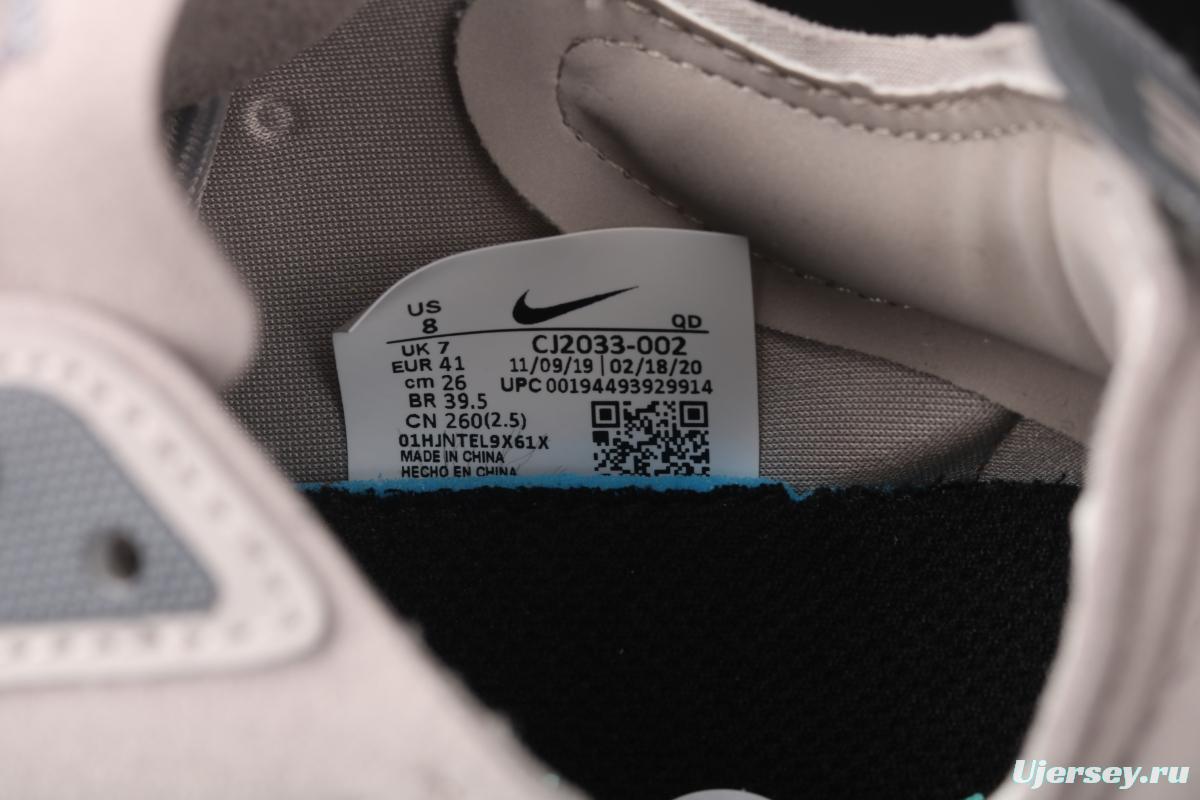 US
8
QD
UK 7
CJ2033-002
EUR 41
11/09/19 | 02/18/20
cm 26
UPC 00194493929914
BR 39.5
CN 260(2.5)
01HJNTEL9X61X
MADE IN CHINA
HECHO EN CHINA
Ujersey.ru